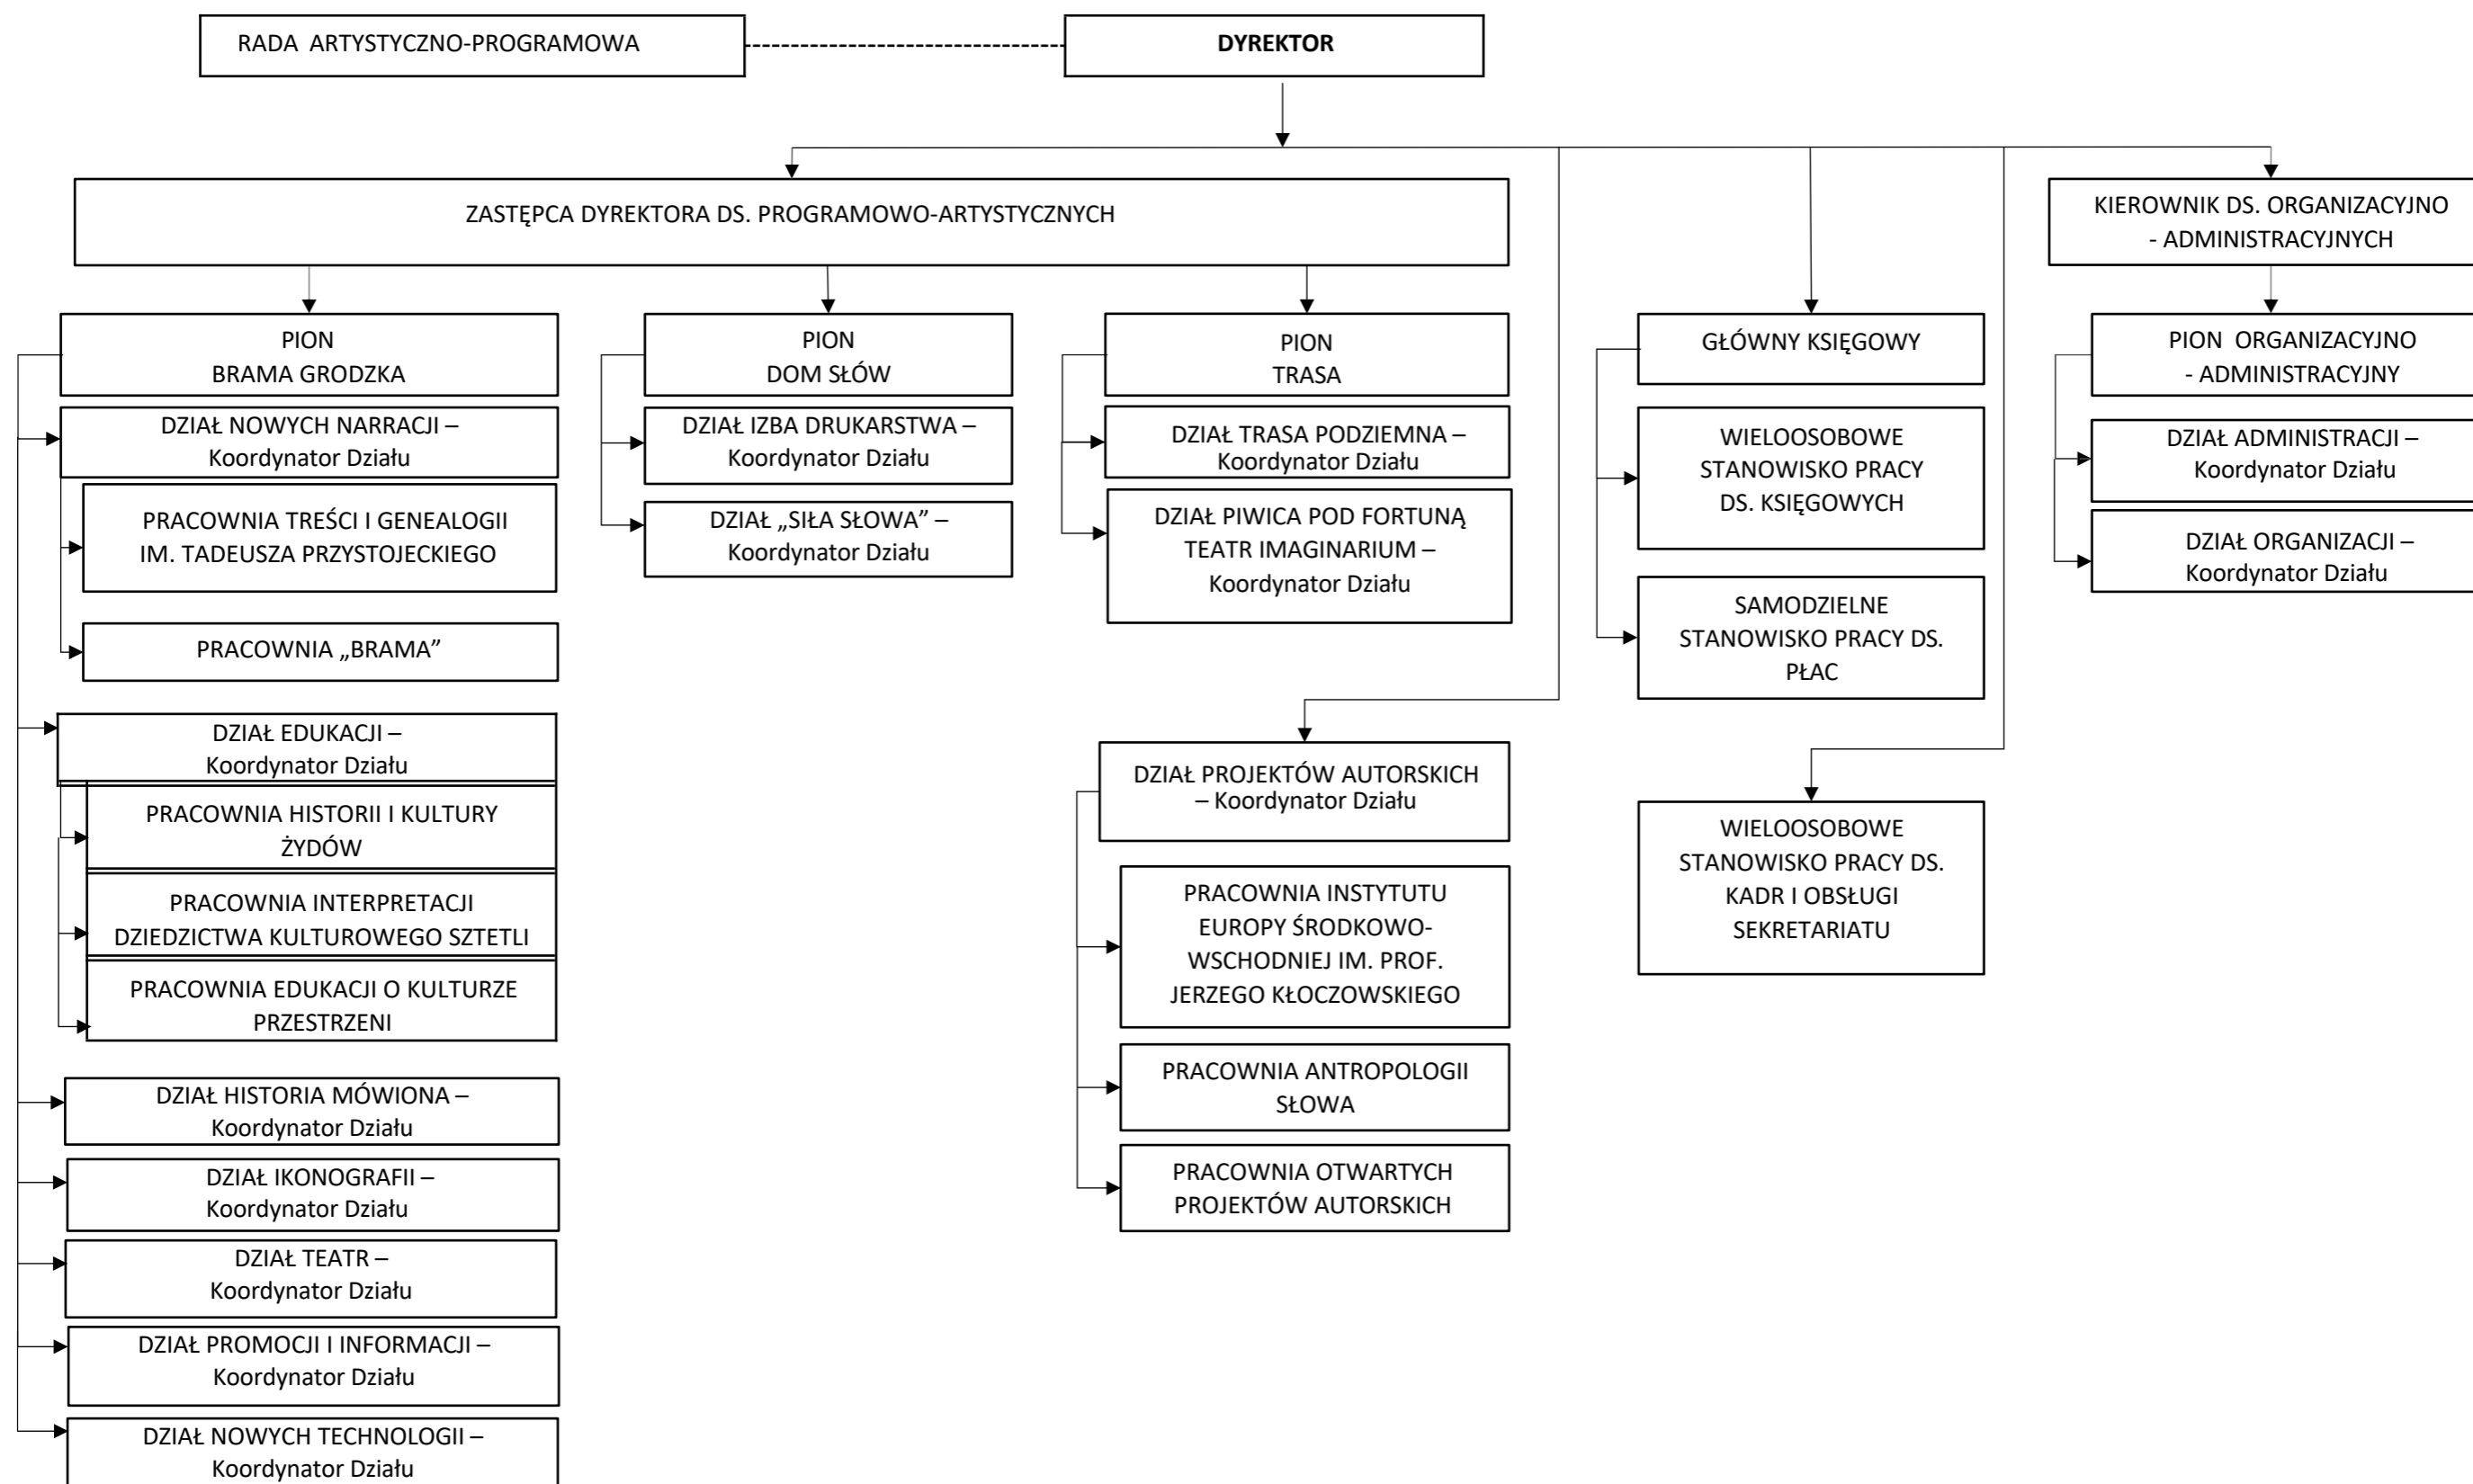 RADA ARTYSTYCZNO-PROGRAMOWA
DYREKTOR
ZASTĘPCA DYREKTORA DS. PROGRAMOWO-ARTYSTYCZNYCH
KIEROWNIK DS. ORGANIZACYJNO
- ADMINISTRACYJNYCH
PION
BRAMA GRODZKA
DZIAŁ NOWYCH NARRACJI –
Koordynator Działu
PRACOWNIA TREŚCI I GENEALOGII
IM. TADEUSZA PRZYSTOJECKIEGO
PRACOWNIA „BRAMA”
DZIAŁ EDUKACJI –
Koordynator Działu
PRACOWNIA HISTORII I KULTURY
ŻYDÓW
PRACOWNIA INTERPRETACJI
DZIEDZICTWA KULTUROWEGO SZTETLI
PRACOWNIA EDUKACJI O KULTURZE
PRZESTRZENI
DZIAŁ HISTORIA MÓWIONA –
Koordynator Działu
DZIAŁ IKONOGRAFII –
Koordynator Działu
DZIAŁ TEATR –
Koordynator Działu
DZIAŁ PROMOCJI I INFORMACJI –
Koordynator Działu
DZIAŁ NOWYCH TECHNOLOGII –
Koordynator Działu
PION
DOM SŁÓW
DZIAŁ IZBA DRUKARSTWA –
Koordynator Działu
DZIAŁ „SIŁA SŁOWA” –
Koordynator Działu
PION
TRASA
DZIAŁ TRASA PODZIEMNA –
Koordynator Działu
DZIAŁ PIWICA POD FORTUNĄ
TEATR IMAGINARIUM –
Koordynator Działu
DZIAŁ PROJEKTÓW AUTORSKICH
– Koordynator Działu
PRACOWNIA INSTYTUTU
EUROPY ŚRODKOWO-
WSCHODNIEJ IM. PROF.
JERZEGO KŁOCZOWSKIEGO
PRACOWNIA ANTROPOLOGII
SŁOWA
PRACOWNIA OTWARTYCH
PROJEKTÓW AUTORSKICH
GŁÓWNY KSIĘGOWY
WIELOOSOBOWE
STANOWISKO PRACY
DS. KSIĘGOWYCH
SAMODZIELNE
STANOWISKO PRACY DS.
PŁAC
WIELOOSOBOWE
STANOWISKO PRACY DS.
KADR I OBSŁUGI
SEKRETARIATU
PION ORGANIZACYJNO
- ADMINISTRACYJNY
DZIAŁ ADMINISTRACJI –
Koordynator Działu
DZIAŁ ORGANIZACJI –
Koordynator Działu